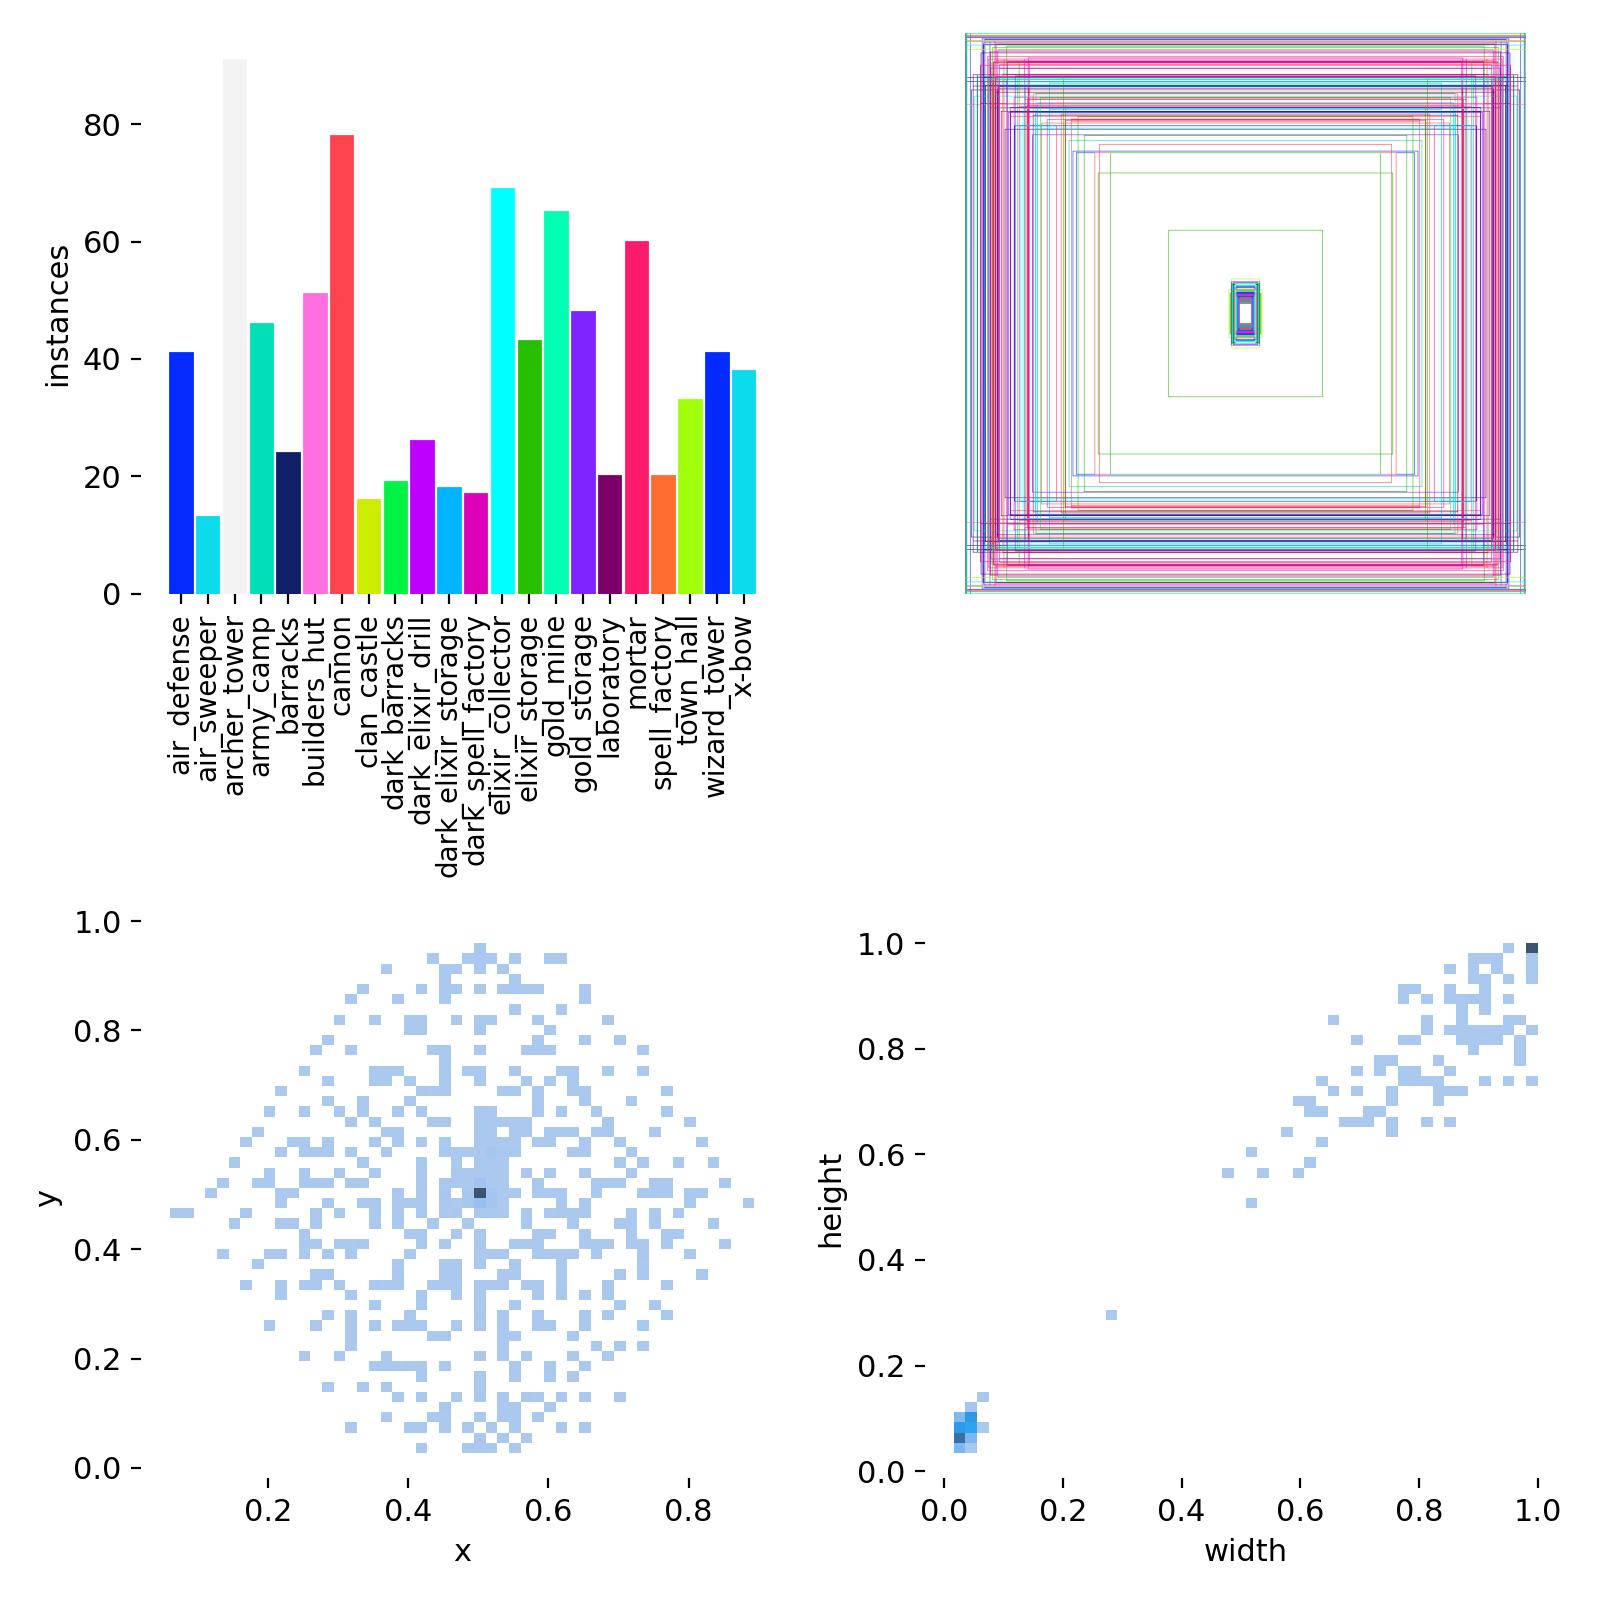 instances
80
60
40
20
0
air_defense
air_sweeper
archer_tower
army_camp
barracks
builders_hut
cannon
clan_castle
dark_barracks
dark_elixir_drill
dark_elixir_storage
dark_spell_factory
elixir_collector
elixir_storage
gold_mine
gold_storage
laboratory
mortar
spell_factory
town_hall
wizard_tower
x-bow
y
1.0
0.8
0.6
0.4
0.2
0.0
0.2 0.4 0.6 0.8
x
height
1.0
0.8
0.6
0.4
0.2
0.0
0.0 0.2 0.4 0.6 0.8 1.0
width